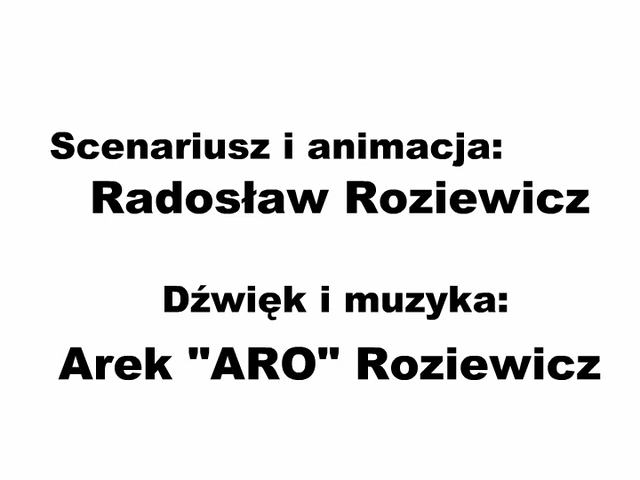 Scenariusz i animacja:
Radosław Roziewicz
Dźwięk i muzyka:
Arek "ARO" Roziewicz